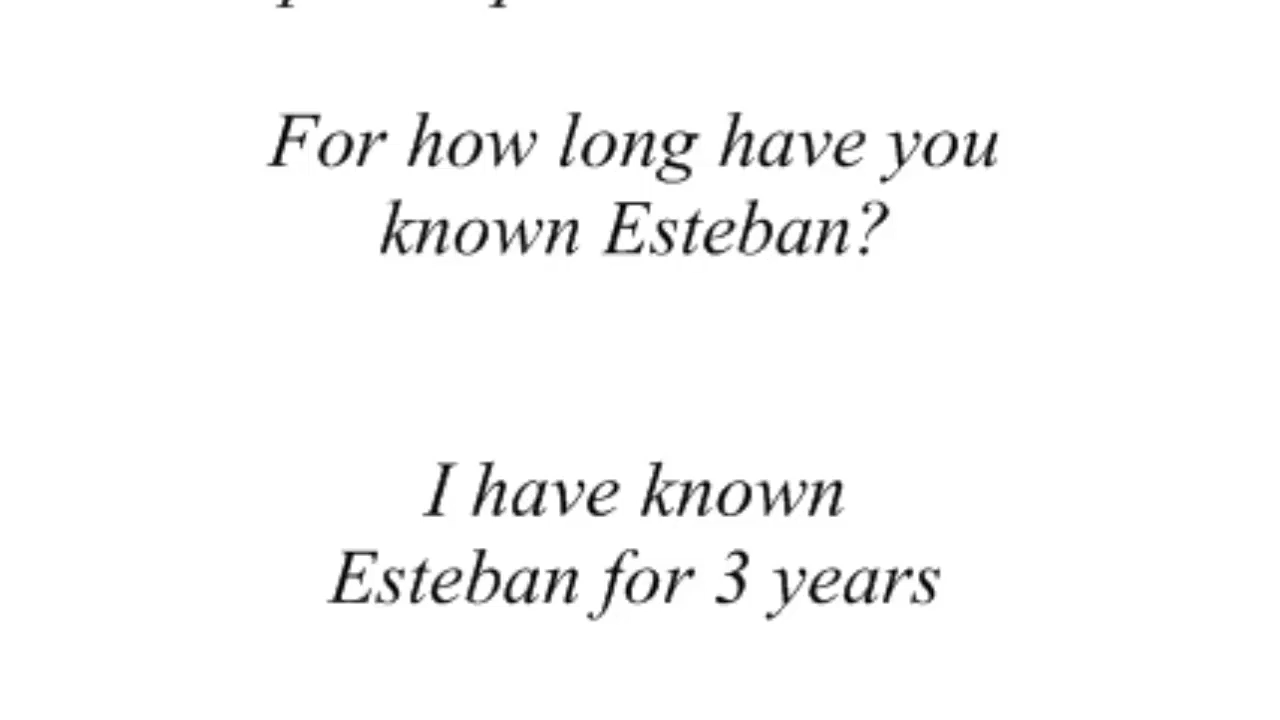 For how long have you
known Esteban?
I have known
Esteban for 3 years